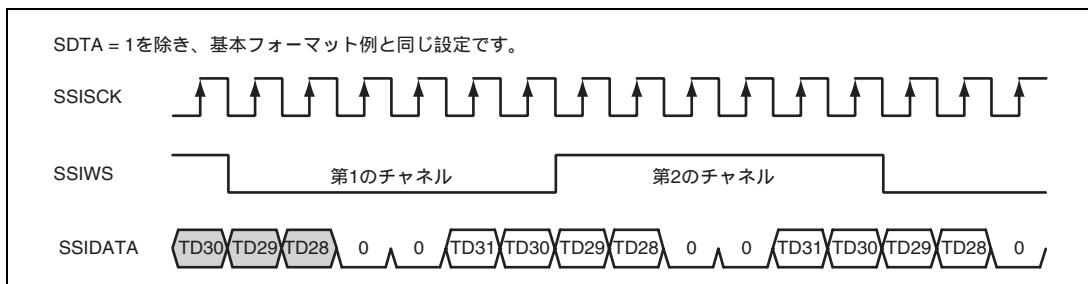 SDTA = 1を除き、基本フォーマット例と同じ設定です。
SSISCK
SSIWS 第1のチャネル 第2のチャネル
SSIDATA TD30 TD29 TD28 0 0 TD31 TD30 TD29 TD28 0 0 TD31 TD30 TD29 TD28 0